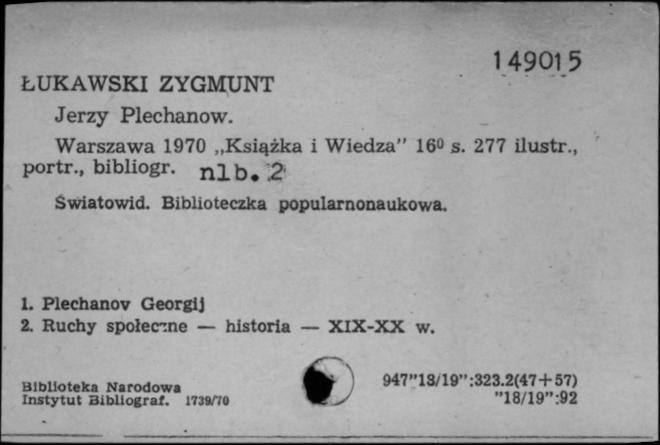 149015
ŁUKAWSKI ZYGMUNT
Jerzy Plechanow.
Warszawa 1970 „Książka i Wiedza” 16⁰ s. 277 ilustr.,
portr., bibliogr. nlb. 2
Światowid. Biblioteczka popularnonaukowa.
1. Plechanov Georgij
2. Ruchy społeczne — historia — XIX-XX w.
Biblioteka Narodowa
Instytut Bibliograf. 1739/70
947”18/19”:323.2(47+57)
”18/19”:92